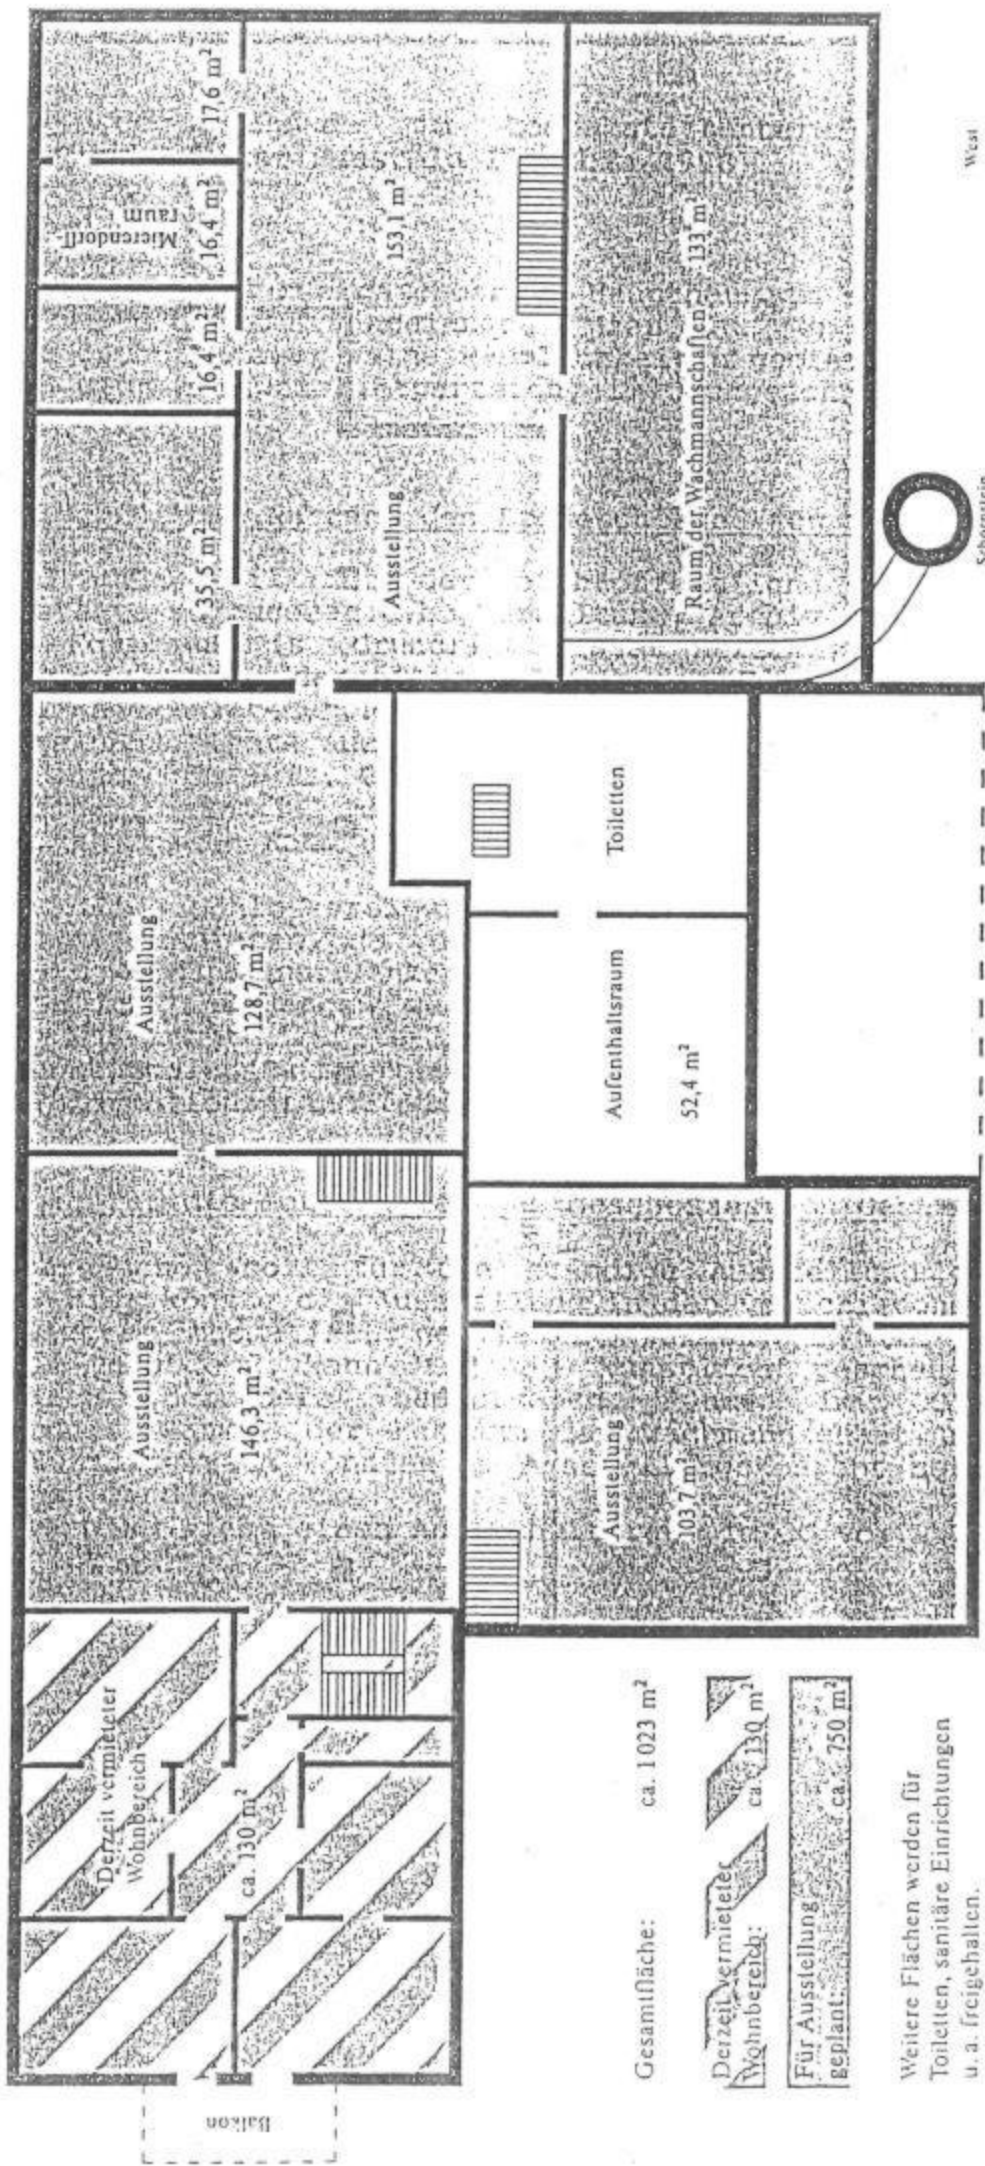 Balkon
Derzeit vermieteter
Wohnbereich
ca. 130 m²
Ausstellung
146,3 m²
Ausstellung
128,7 m²
35,5 m²
16,4 m²
Mierendorff-
raum
16,4 m²
17,6 m²
Ausstellung
153,1 m²
Raum der Wachmannschaften
133 m²
Aufenthaltsraum
52,4 m²
Toiletten
Ausstellung
103,7 m²
Schornstein
West
Gesamtfläche: ca. 1 023 m²
Derzeit vermieteter
Wohnbereich: ca. 130 m²
Für Ausstellung
geplant: ca. 750 m²
Weitere Flächen werden für
Toiletten, sanitäre Einrichtungen
u. a. freigehalten.